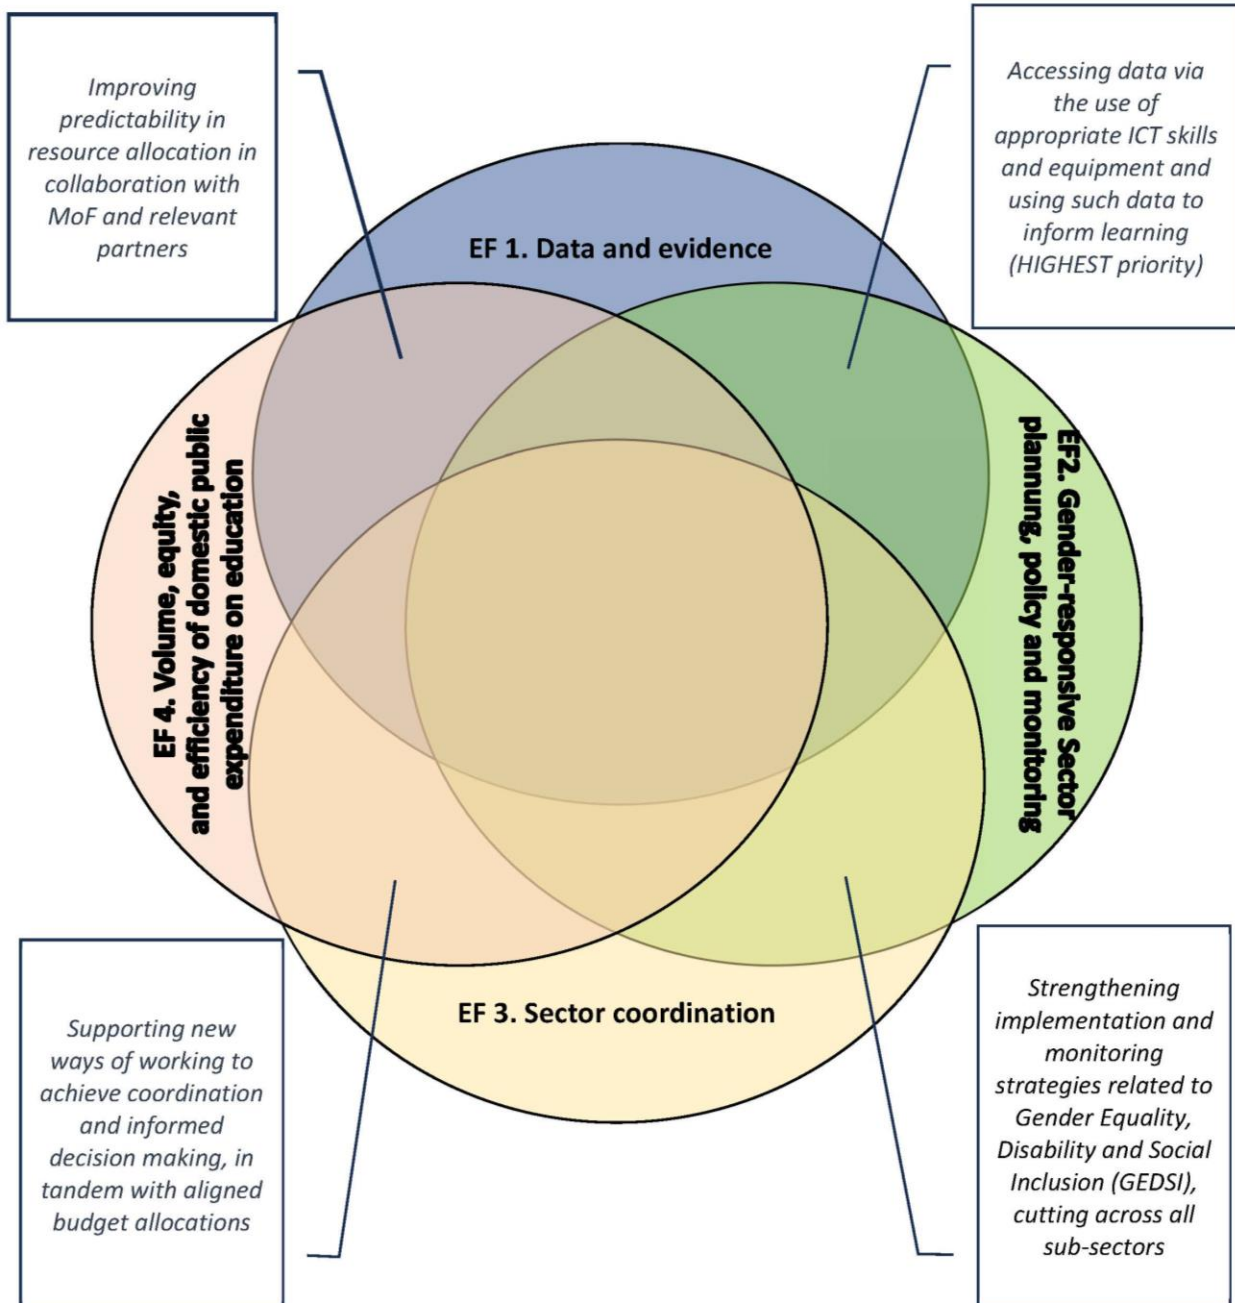 Improving
predictability in
resource allocation in
collaboration with
MoF and relevant
partners
Accessing data via
the use of
appropriate ICT skills
and equipment and
using such data to
inform learning
(HIGHEST priority)
EF 1. Data and evidence
EF 4. Volume, equity,
and efficiency of domestic public
expenditure on education
EF2. Gender-responsive Sector
plannung, policy and monitoring
EF 3. Sector coordination
Supporting new
ways of working to
achieve coordination
and informed
decision making, in
tandem with aligned
budget allocations
Strengthening
implementation and
monitoring
strategies related to
Gender Equality,
Disability and Social
Inclusion (GEDSI),
cutting across all
sub-sectors